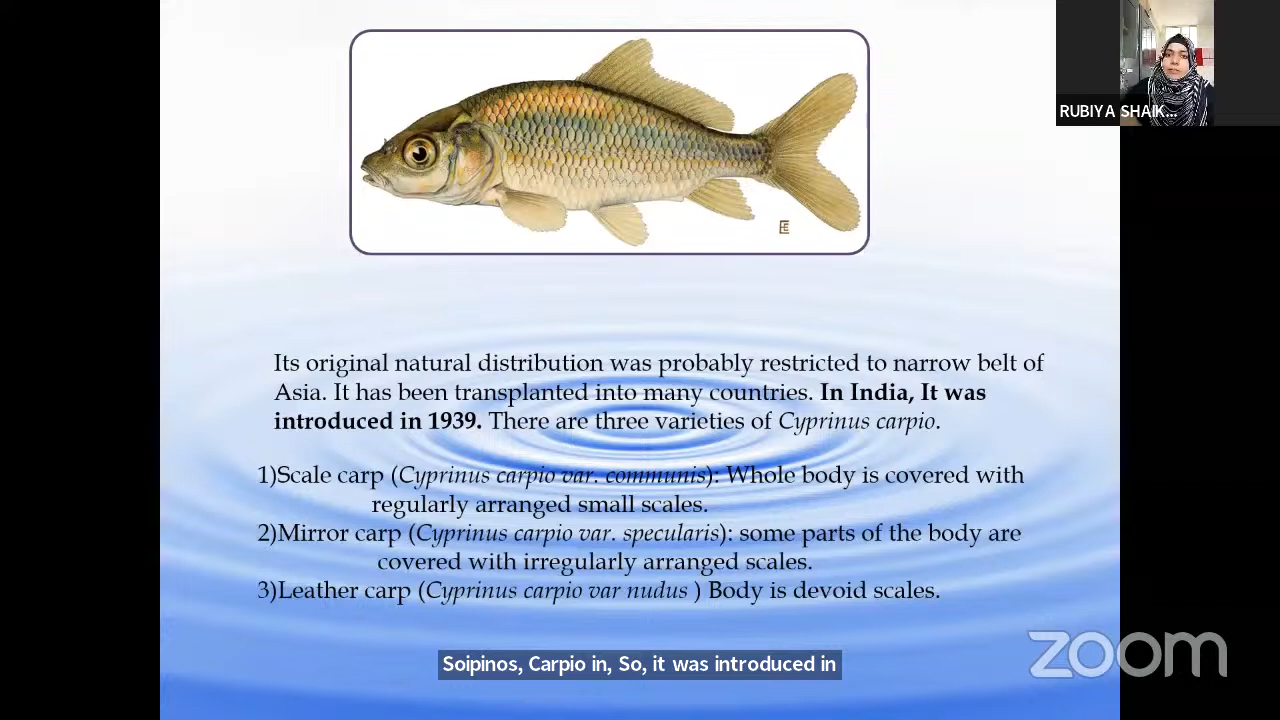 RUBIYA SHAIK...
Its original natural distribution was probably restricted to narrow belt of
Asia. It has been transplanted into many countries. In India, It was
introduced in 1939. There are three varieties of Cyprinus carpio.
1)Scale carp (Cyprinus carpio var. communis): Whole body is covered with
regularly arranged small scales.
2)Mirror carp (Cyprinus carpio var. specularis): some parts of the body are
covered with irregularly arranged scales.
3)Leather carp (Cyprinus carpio var nudus ) Body is devoid scales.
Soipinos, Carpio in, So, it was introduced in
zoom